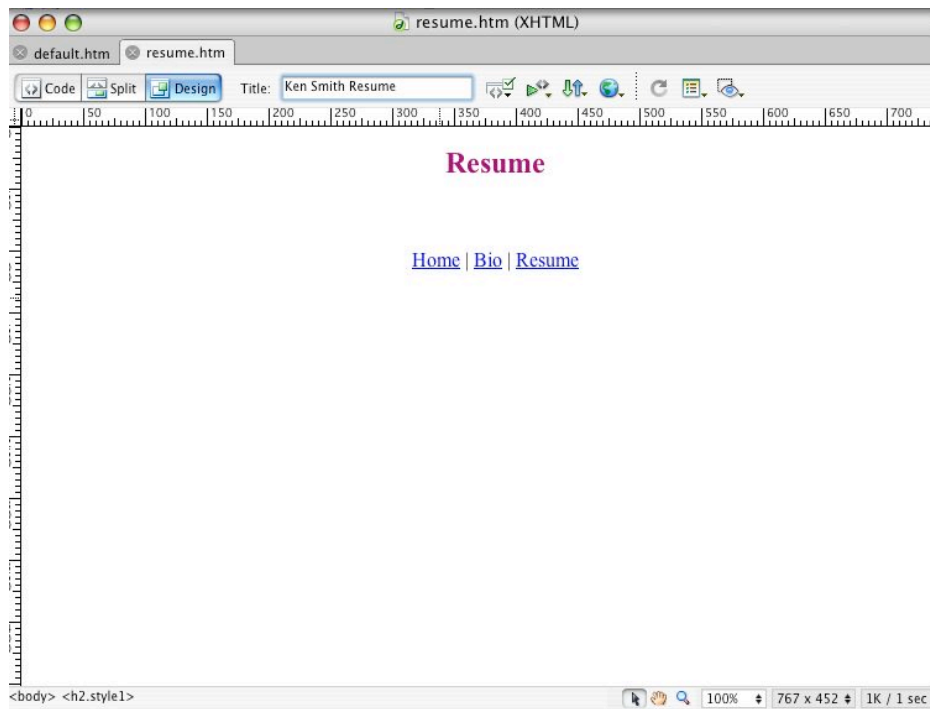 resume.htm (XHTML)
default.htm resume.htm
Code Split Design Title: Ken Smith Resume
0 50 100 150 200 250 300 350 400 450 500 550 600 650 700
Resume
Home | Bio | Resume
<body> <h2.style1> 100% 767 x 452 1K / 1 sec